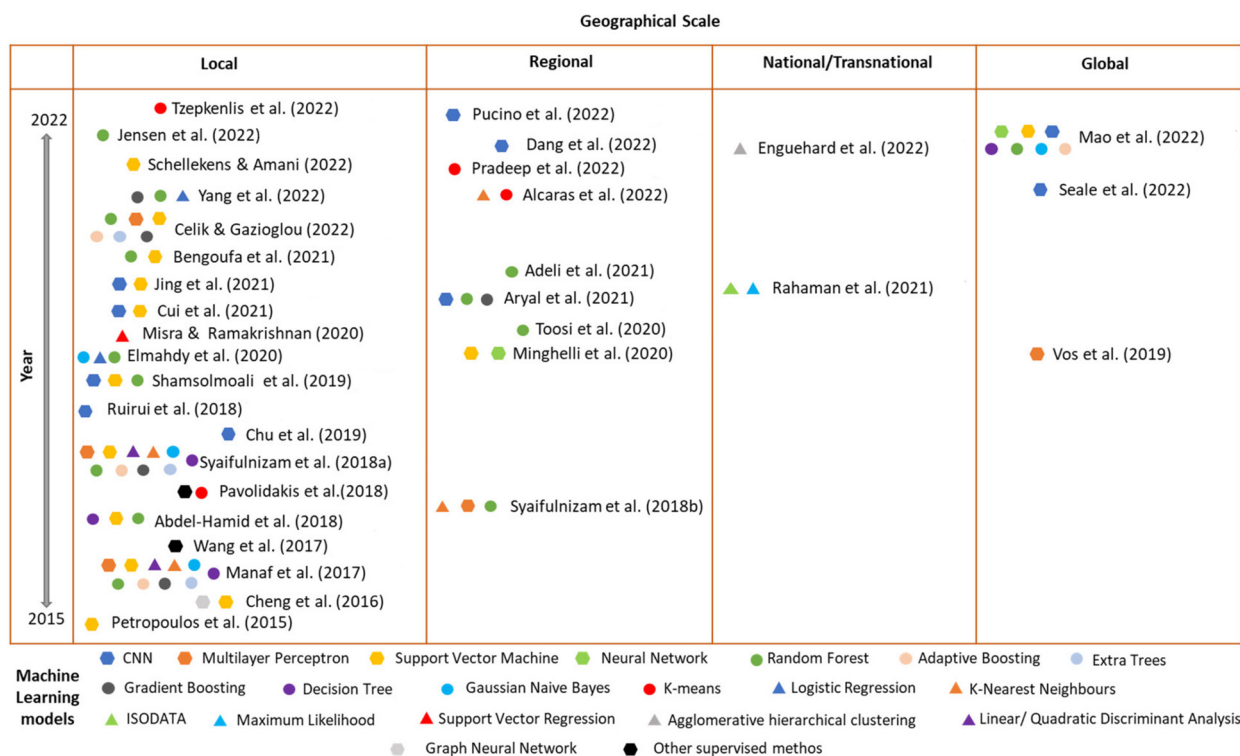 Geographical Scale
Local
Regional
National/Transnational
Global
Year
2022
2015
Tzepkenlis et al. (2022)
Jensen et al. (2022)
Schellekens & Amani (2022)
Yang et al. (2022)
Celik & Gazioglou (2022)
Bengoufa et al. (2021)
Jing et al. (2021)
Cui et al. (2021)
Misra & Ramakrishnan (2020)
Elmahdy et al. (2020)
Shamsolmoali et al. (2019)
Ruirui et al. (2018)
Chu et al. (2019)
Syaifulnizam et al. (2018a)
Pavolidakis et al.(2018)
Abdel-Hamid et al. (2018)
Wang et al. (2017)
Manaf et al. (2017)
Cheng et al. (2016)
Petropoulos et al. (2015)
Pucino et al. (2022)
Dang et al. (2022)
Pradeep et al. (2022)
Alcaras et al. (2022)
Adeli et al. (2021)
Aryal et al. (2021)
Toosi et al. (2020)
Minghelli et al. (2020)
Syaifulnizam et al. (2018b)
Enguehard et al. (2022)
Rahaman et al. (2021)
Mao et al. (2022)
Seale et al. (2022)
Vos et al. (2019)
Machine
Learning
models
CNN
Multilayer Perceptron
Support Vector Machine
Neural Network
Random Forest
Adaptive Boosting
Extra Trees
Gradient Boosting
Decision Tree
Gaussian Naive Bayes
K-means
Logistic Regression
K-Nearest Neighbours
ISODATA
Maximum Likelihood
Support Vector Regression
Agglomerative hierarchical clustering
Linear/ Quadratic Discriminant Analysis
Graph Neural Network
Other supervised methos